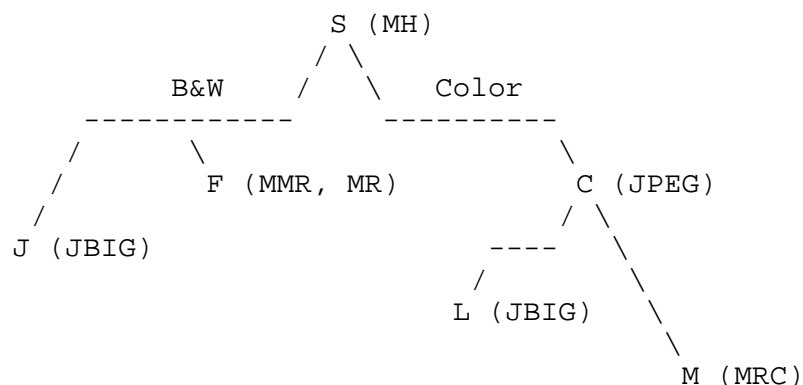 S (MH)
B&W Color
F (MMR, MR) C (JPEG)
J (JBIG)
L (JBIG)
M (MRC)